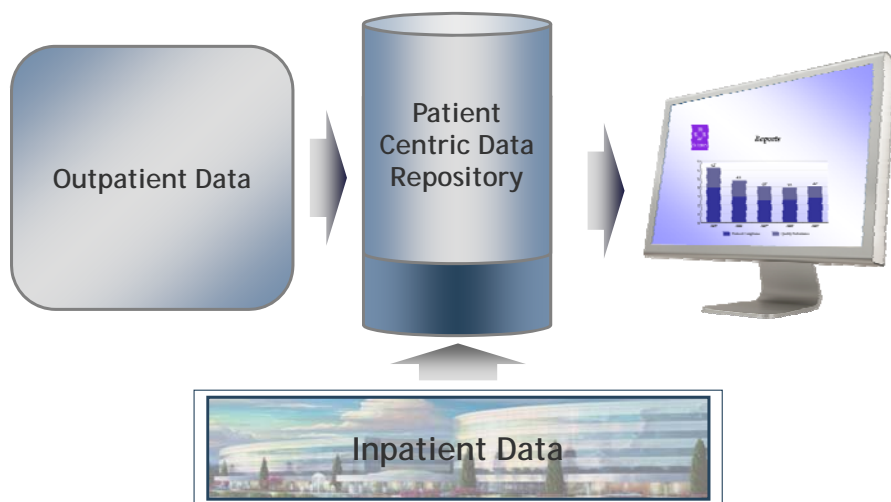 Outpatient Data
Patient
Centric Data
Repository
Reports
Inpatient Data